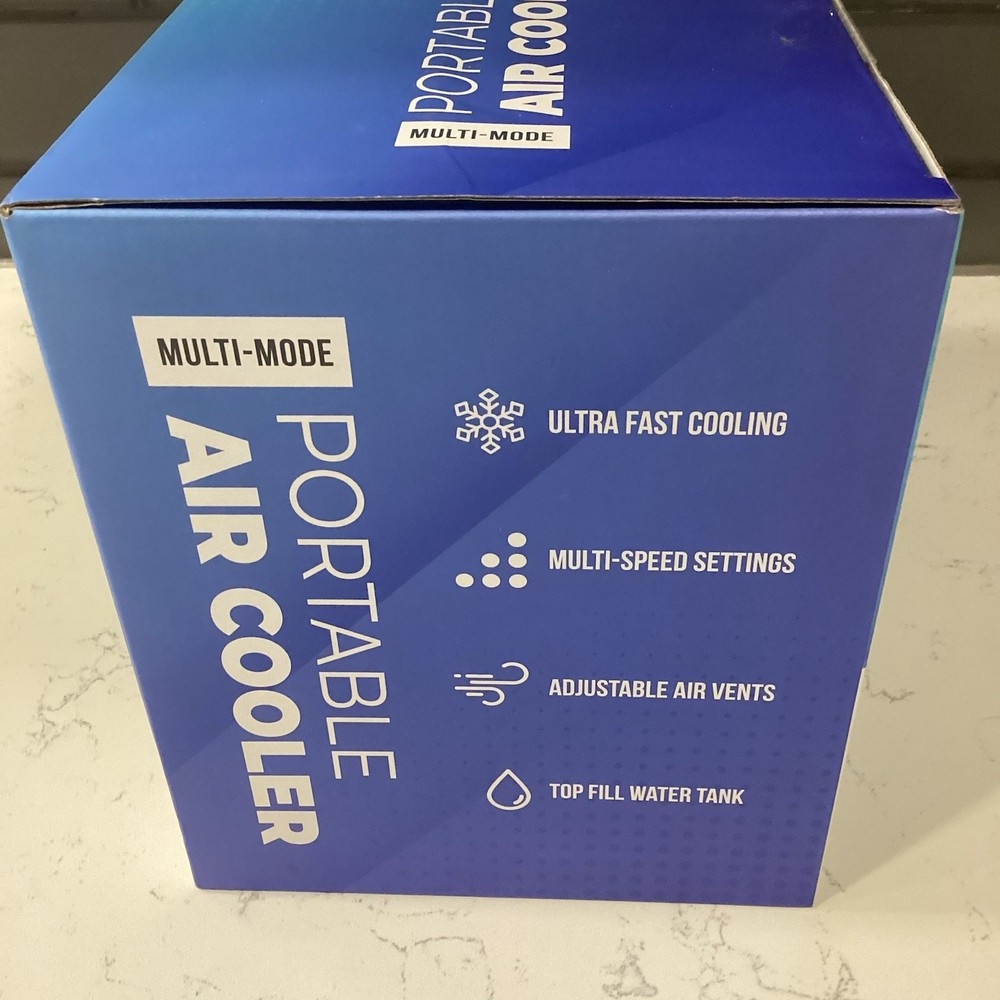 PORTABLE
AIR COO
MULTI-MODE
MULTI-MODE
PORTABLE
AIR COOLER
ULTRA FAST COOLING
MULTI-SPEED SETTINGS
ADJUSTABLE AIR VENTS
TOP FILL WATER TANK